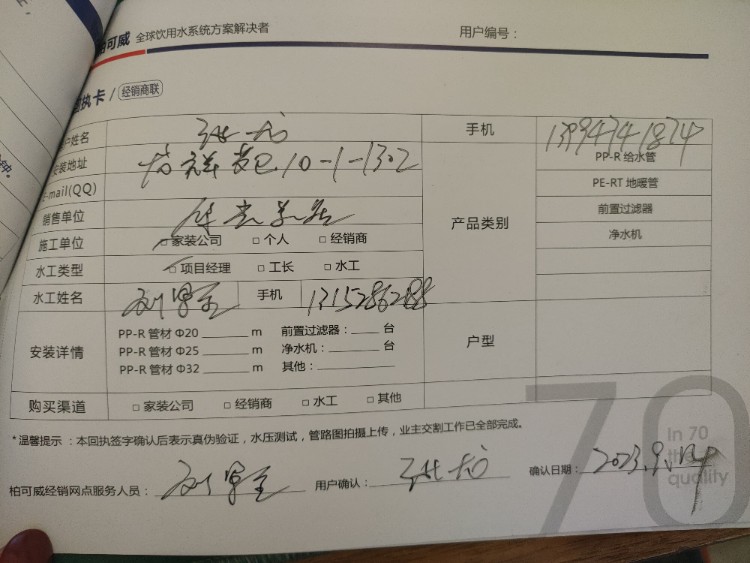 柏可威 全球饮用水系统方案解决者 用户编号：
执卡 / 经销商联
户姓名 手机 13994741874
安装地址 10-1-1302 PP-R 给水管
E-mail(QQ) PE-RT 地暖管
销售单位 产品类别 前置过滤器
施工单位 □ 家装公司 □ 个人 □ 经销商 净水机
水工类型 □ 项目经理 □ 工长 □ 水工
水工姓名 手机 13152862188
安装详情 PP-R 管材 Φ20 m 前置过滤器： 台 户型
PP-R 管材 Φ25 m 净水机： 台
PP-R 管材 Φ32 m 其他：
购买渠道 □ 家装公司 □ 经销商 □ 水工 □ 其他
*温馨提示：本回执签字确认后表示真伪验证，水压测试，管路图拍摄上传，业主交割工作已全部完成。
柏可威经销网点服务人员： 用户确认： 确认日期：2023.9.14
70
In 70
quality